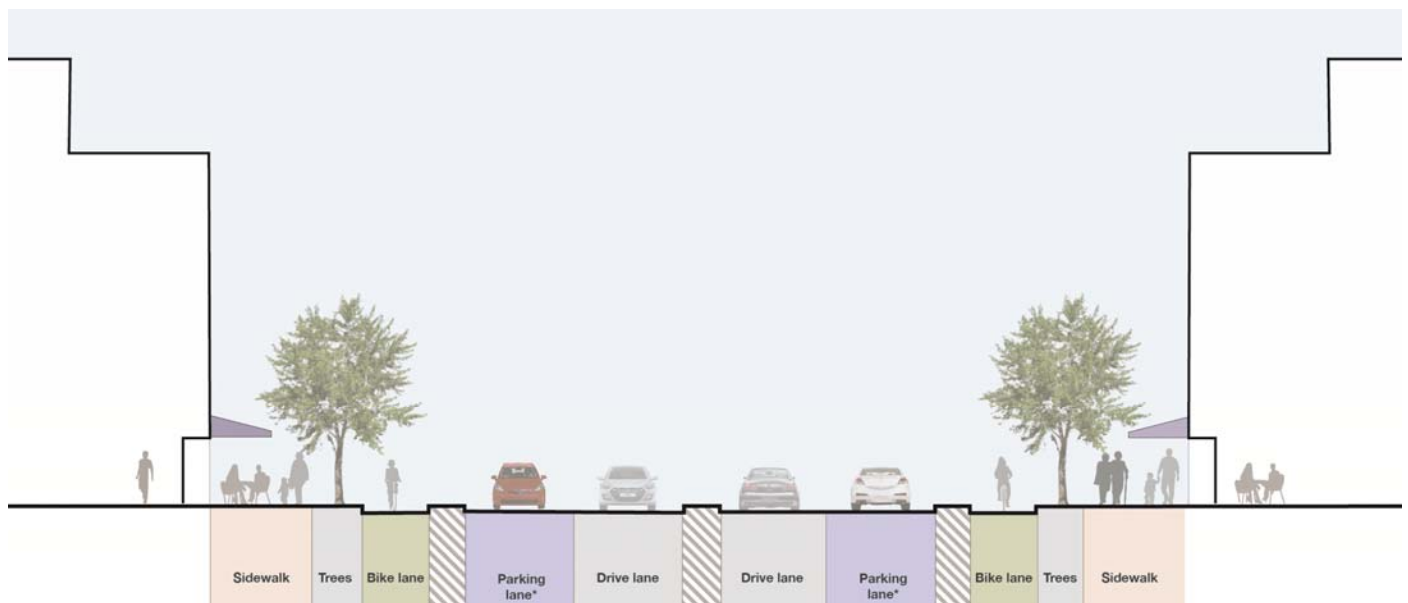 Sidewalk
Trees
Bike lane
Parking
lane*
Drive lane
Drive lane
Parking
lane*
Bike lane
Trees
Sidewalk